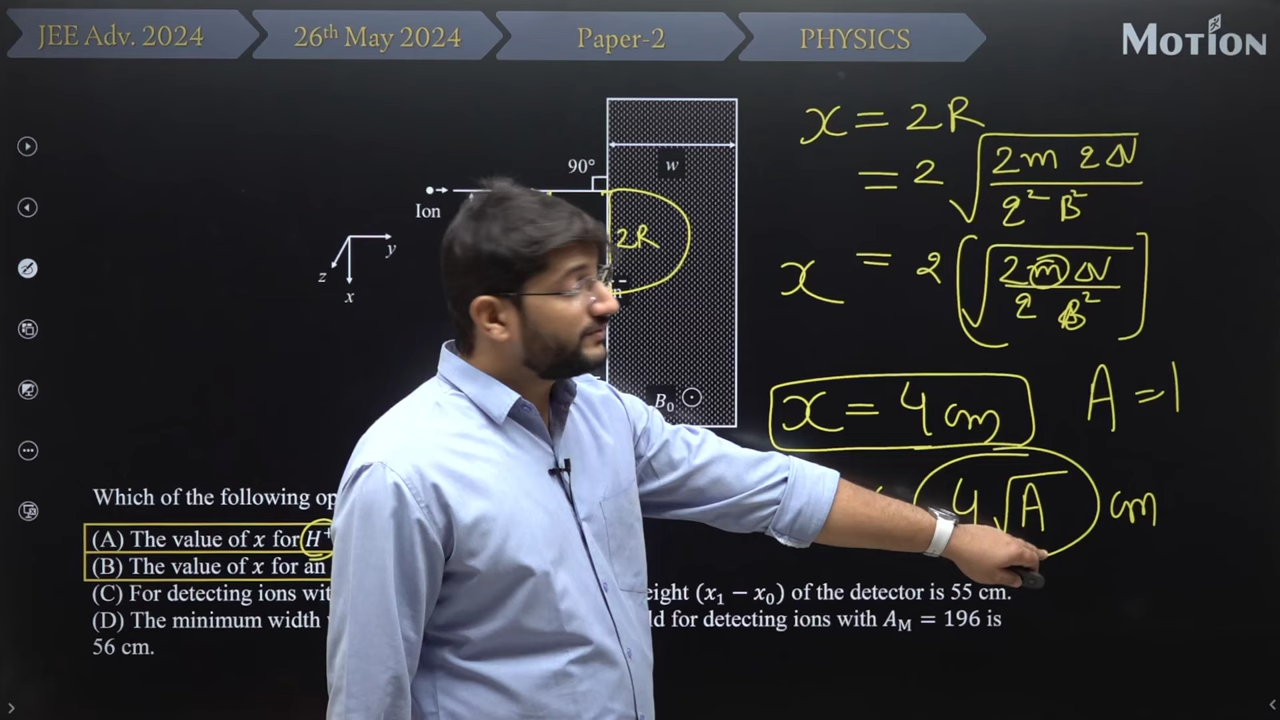 JEE Adv. 2024
26th May 2024
Paper-2
PHYSICS
MOTION
90°
w
Ion
y
z
x
2R
B₀
x = 2R
= 2 √(2m qΔV / q² B²)
x = 2 (√(2m ΔV / q B²))
x = 4 cm
A = 1
4√A cm
Which of the following op
(A) The value of x for H⁺
(B) The value of x for an
(C) For detecting ions wit eight (x₁ − x₀) of the detector is 55 cm.
(D) The minimum width ld for detecting ions with A_M = 196 is
56 cm.